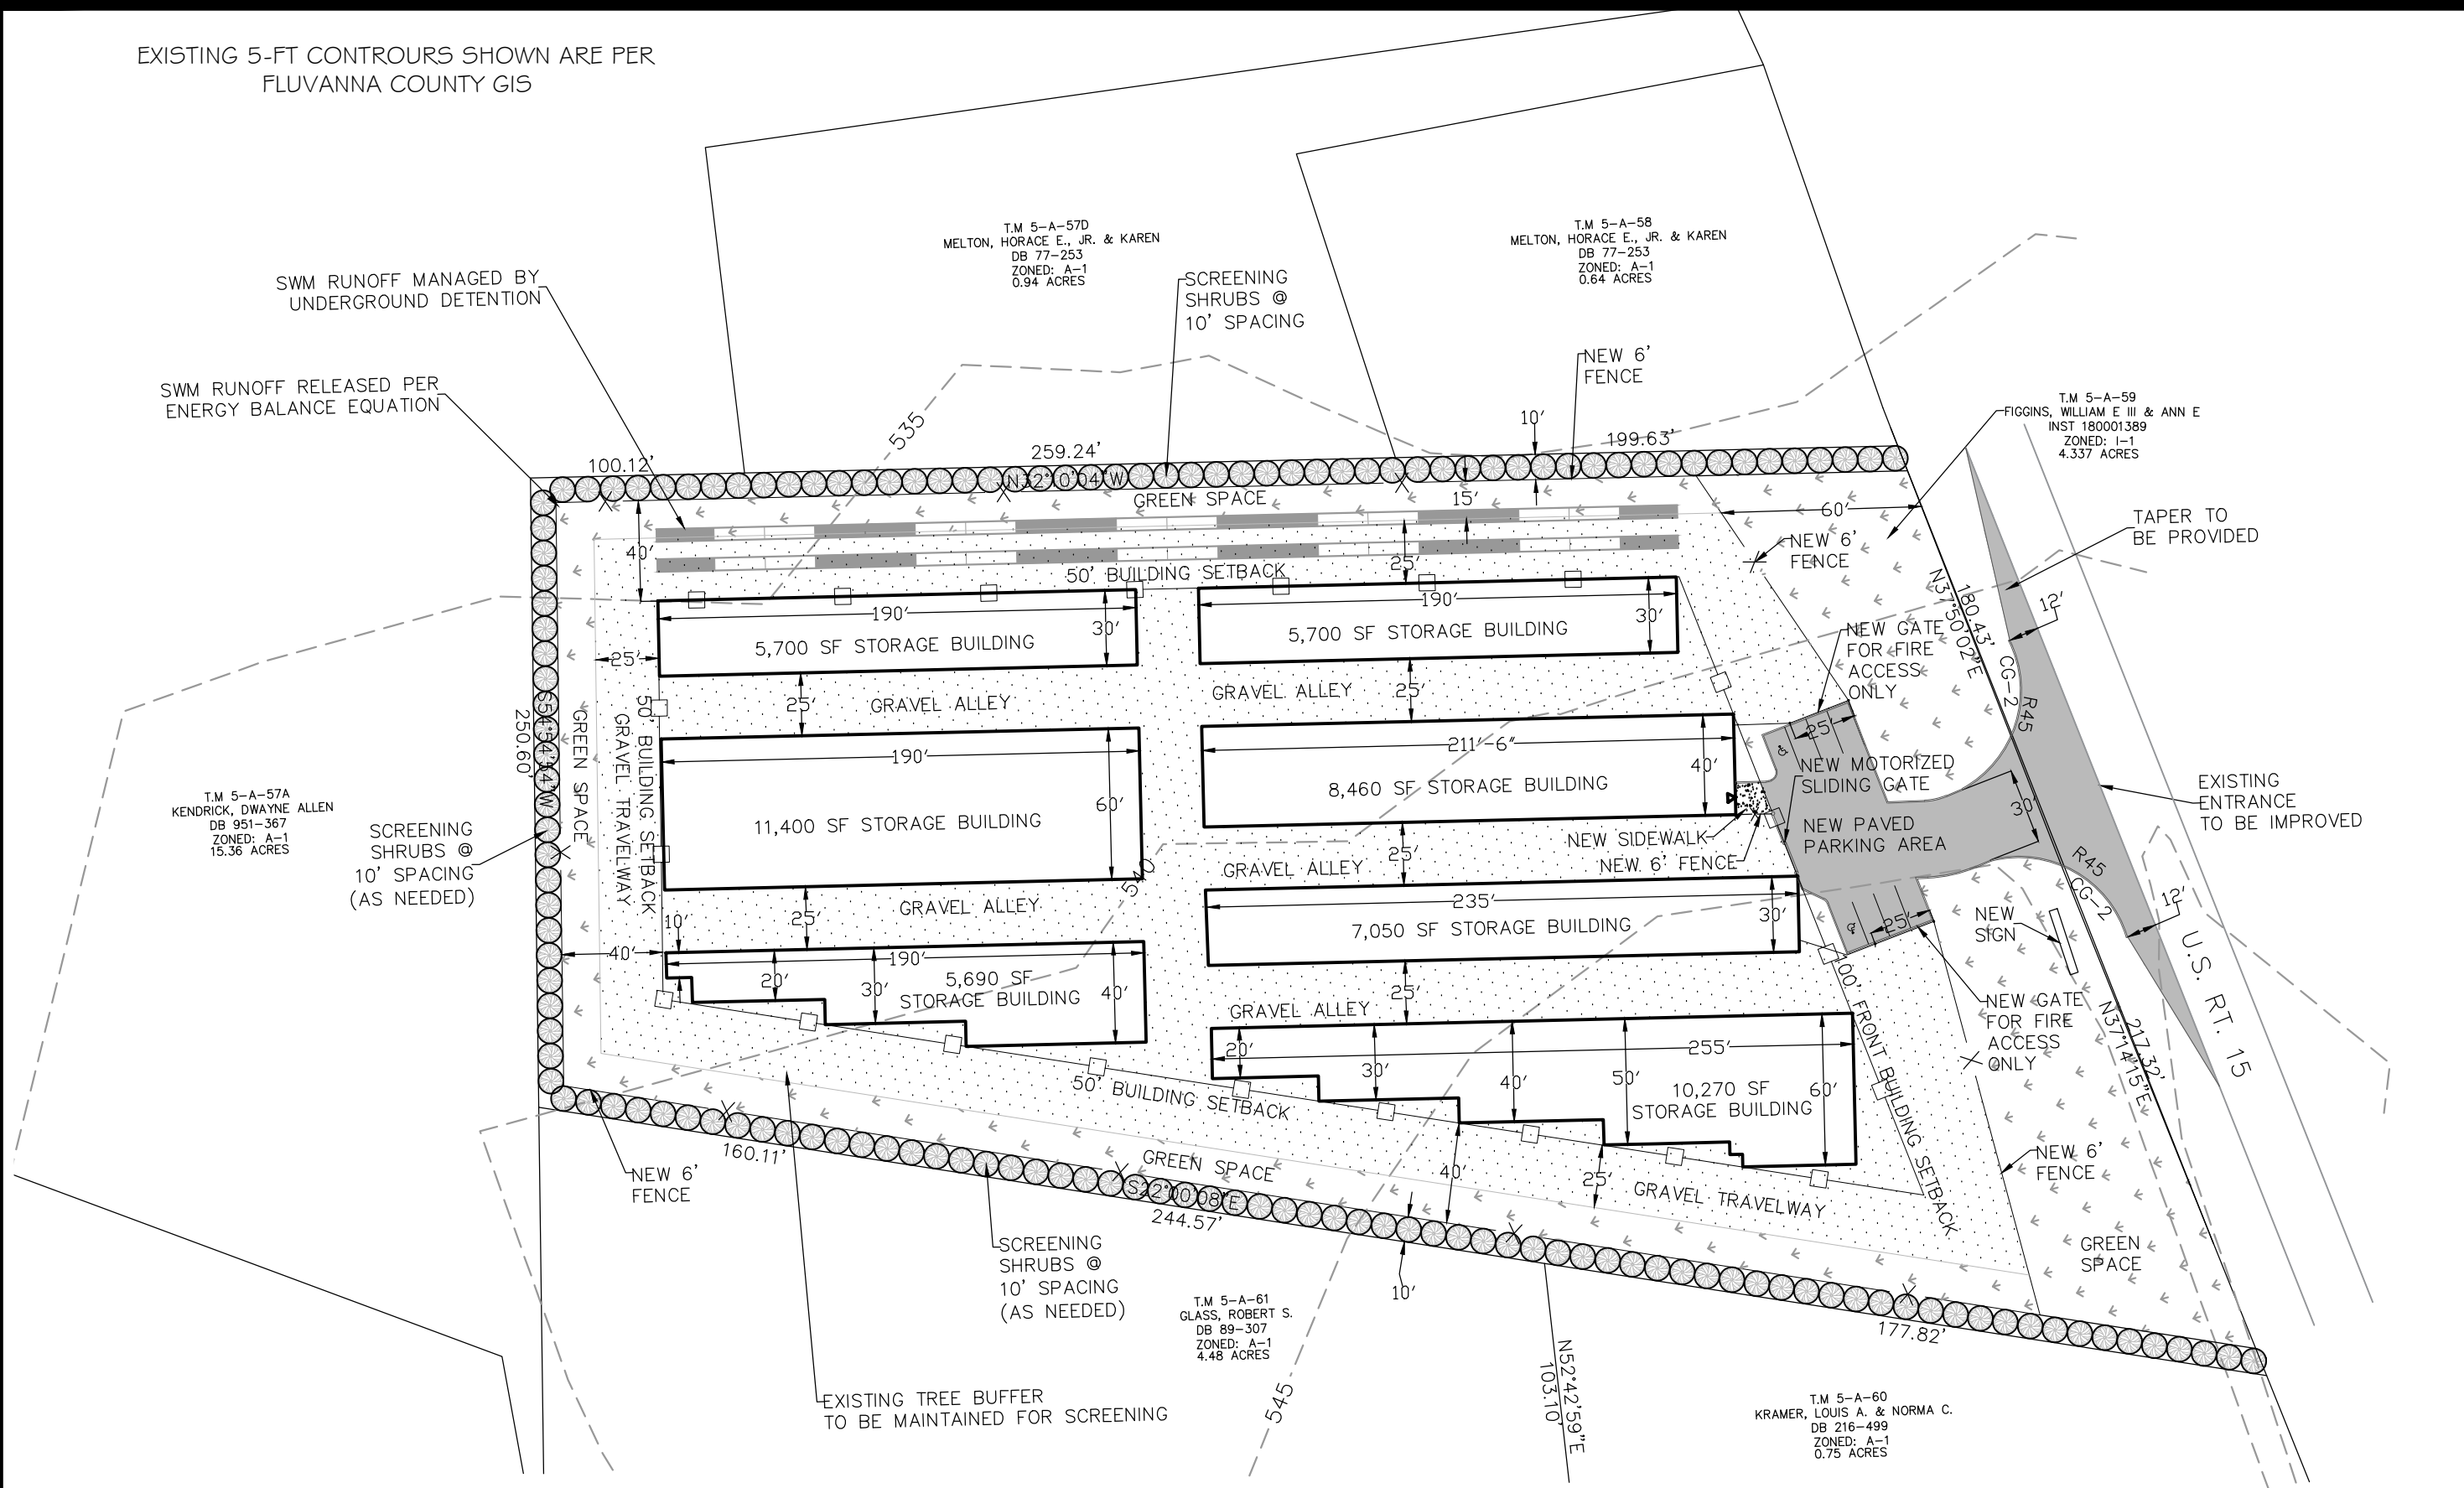 EXISTING 5-FT CONTROURS SHOWN ARE PER
FLUVANNA COUNTY GIS
T.M 5-A-57D
MELTON, HORACE E., JR. & KAREN
DB 77-253
ZONED: A-1
0.94 ACRES
T.M 5-A-58
MELTON, HORACE E., JR. & KAREN
DB 77-253
ZONED: A-1
0.64 ACRES
SWM RUNOFF MANAGED BY
UNDERGROUND DETENTION
SCREENING
SHRUBS @
10' SPACING
SWM RUNOFF RELEASED PER
ENERGY BALANCE EQUATION
NEW 6'
FENCE
T.M 5-A-59
FIGGINS, WILLIAM E III & ANN E
INST 180001389
ZONED: I-1
4.337 ACRES
535
10'
100.12'
259.24'
199.63'
N32°10'04"W
GREEN SPACE
15'
60'
TAPER TO
BE PROVIDED
40'
NEW 6'
FENCE
25'
50' BUILDING SETBACK
190'
30'
5,700 SF STORAGE BUILDING
190'
30'
5,700 SF STORAGE BUILDING
N37°50'02"E
180.43'
12'
NEW GATE
FOR FIRE
ACCESS
ONLY
CG-2
R45
25'
GRAVEL ALLEY
25'
GRAVEL ALLEY
25'
25'
S54°54'54"W
250.60'
GREEN SPACE
GRAVEL TRAVELWAY
50' BUILDING SETBACK
190'
60'
11,400 SF STORAGE BUILDING
211'-6"
40'
8,460 SF STORAGE BUILDING
NEW MOTORIZED
SLIDING GATE
30'
EXISTING
ENTRANCE
TO BE IMPROVED
T.M 5-A-57A
KENDRICK, DWAYNE ALLEN
DB 951-367
ZONED: A-1
15.36 ACRES
SCREENING
SHRUBS @
10' SPACING
(AS NEEDED)
NEW PAVED
PARKING AREA
NEW SIDEWALK
NEW 6' FENCE
540
GRAVEL ALLEY
25'
R45
CG-2
12'
10'
25'
GRAVEL ALLEY
235'
30'
7,050 SF STORAGE BUILDING
25'
NEW
SIGN
U.S. RT. 15
40'
190'
20'
30'
40'
5,690 SF
STORAGE BUILDING
25'
GRAVEL ALLEY
NEW GATE
FOR FIRE
ACCESS
ONLY
N37°14'15"E
217.32'
20'
255'
30'
40'
50'
60'
10,270 SF
STORAGE BUILDING
00' FRONT BUILDING SETBACK
50' BUILDING SETBACK
NEW 6'
FENCE
160.11'
GREEN SPACE
40'
25'
GRAVEL TRAVELWAY
NEW 6'
FENCE
S22°00'08"E
244.57'
SCREENING
SHRUBS @
10' SPACING
(AS NEEDED)
GREEN
SPACE
10'
T.M 5-A-61
GLASS, ROBERT S.
DB 89-307
ZONED: A-1
4.48 ACRES
177.82'
EXISTING TREE BUFFER
TO BE MAINTAINED FOR SCREENING
545
N52°42'59"E
103.10'
T.M 5-A-60
KRAMER, LOUIS A. & NORMA C.
DB 216-499
ZONED: A-1
0.75 ACRES